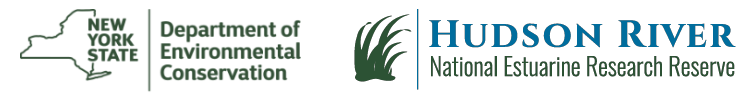 NEW
YORK
STATE
Department of
Environmental
Conservation
HUDSON RIVER
National Estuarine Research Reserve